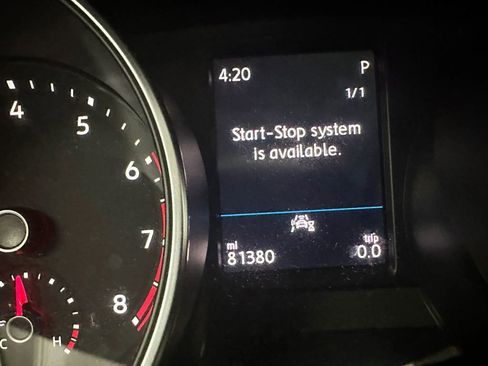 4:20 P
1/1
Start-Stop system
is available.
mi trip
81380 0.0
4
5
6
7
8
C H